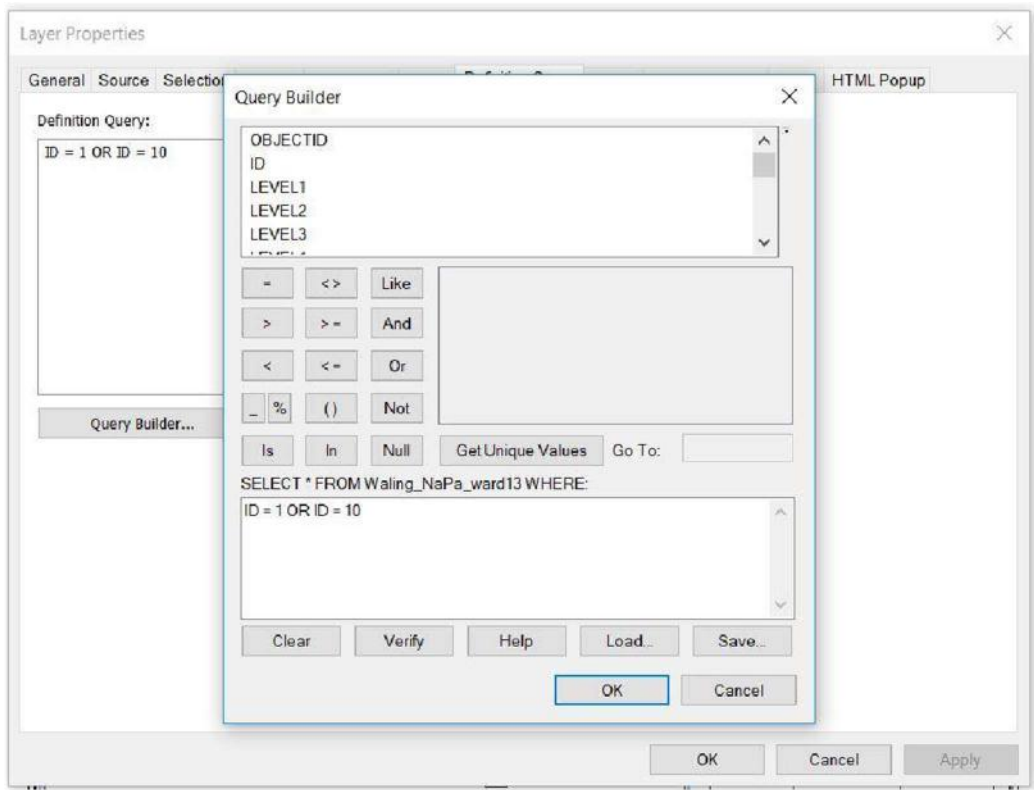 Layer Properties
General Source Selection HTML Popup
Definition Query:
ID = 1 OR ID = 10
Query Builder...
Query Builder
OBJECTID
ID
LEVEL1
LEVEL2
LEVEL3
= <> Like
> >= And
< <= Or
_ % () Not
Is In Null Get Unique Values Go To:
SELECT * FROM Waling_NaPa_ward13 WHERE:
ID = 1 OR ID = 10
Clear Verify Help Load... Save...
OK Cancel
OK Cancel Apply